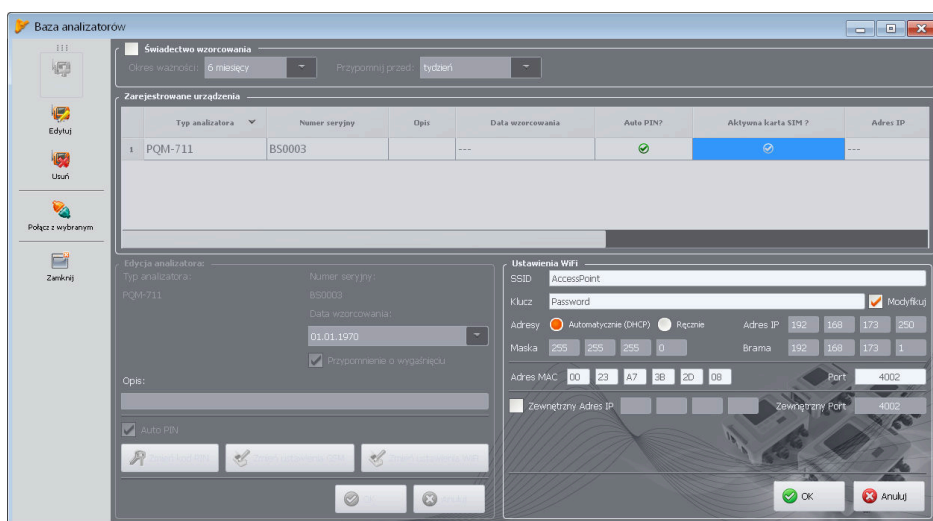 Baza analizatorów
Świadectwo wzorcowania
Okres ważności: 6 miesięcy Przypomnij przed: tydzień
Zarejestrowane urządzenia
Edytuj
Typ analizatora Numer seryjny Opis Data wzorcowania Auto PIN? Aktywna karta SIM ? Adres IP
1 PQM-711 BS0003 --- ---
Usuń
Połącz z wybranym
Zamknij
Edycja analizatora:
Typ analizatora: Numer seryjny:
PQM-711 BS0003
Data wzorcowania:
01.01.1970
Przypomnienie o wygaśnięciu
Opis:
Auto PIN
OK Anuluj
Ustawienia WiFi
SSID AccessPoint
Klucz Password Modyfikuj
Adresy Automatycznie (DHCP) Ręcznie Adres IP 192 168 173 250
Maska 255 255 255 0 Brama 192 168 173 1
Adres MAC 00 23 A7 3B 2D 08 Port 4002
Zewnętrzny Adres IP Zewnętrzny Port 4002
OK Anuluj